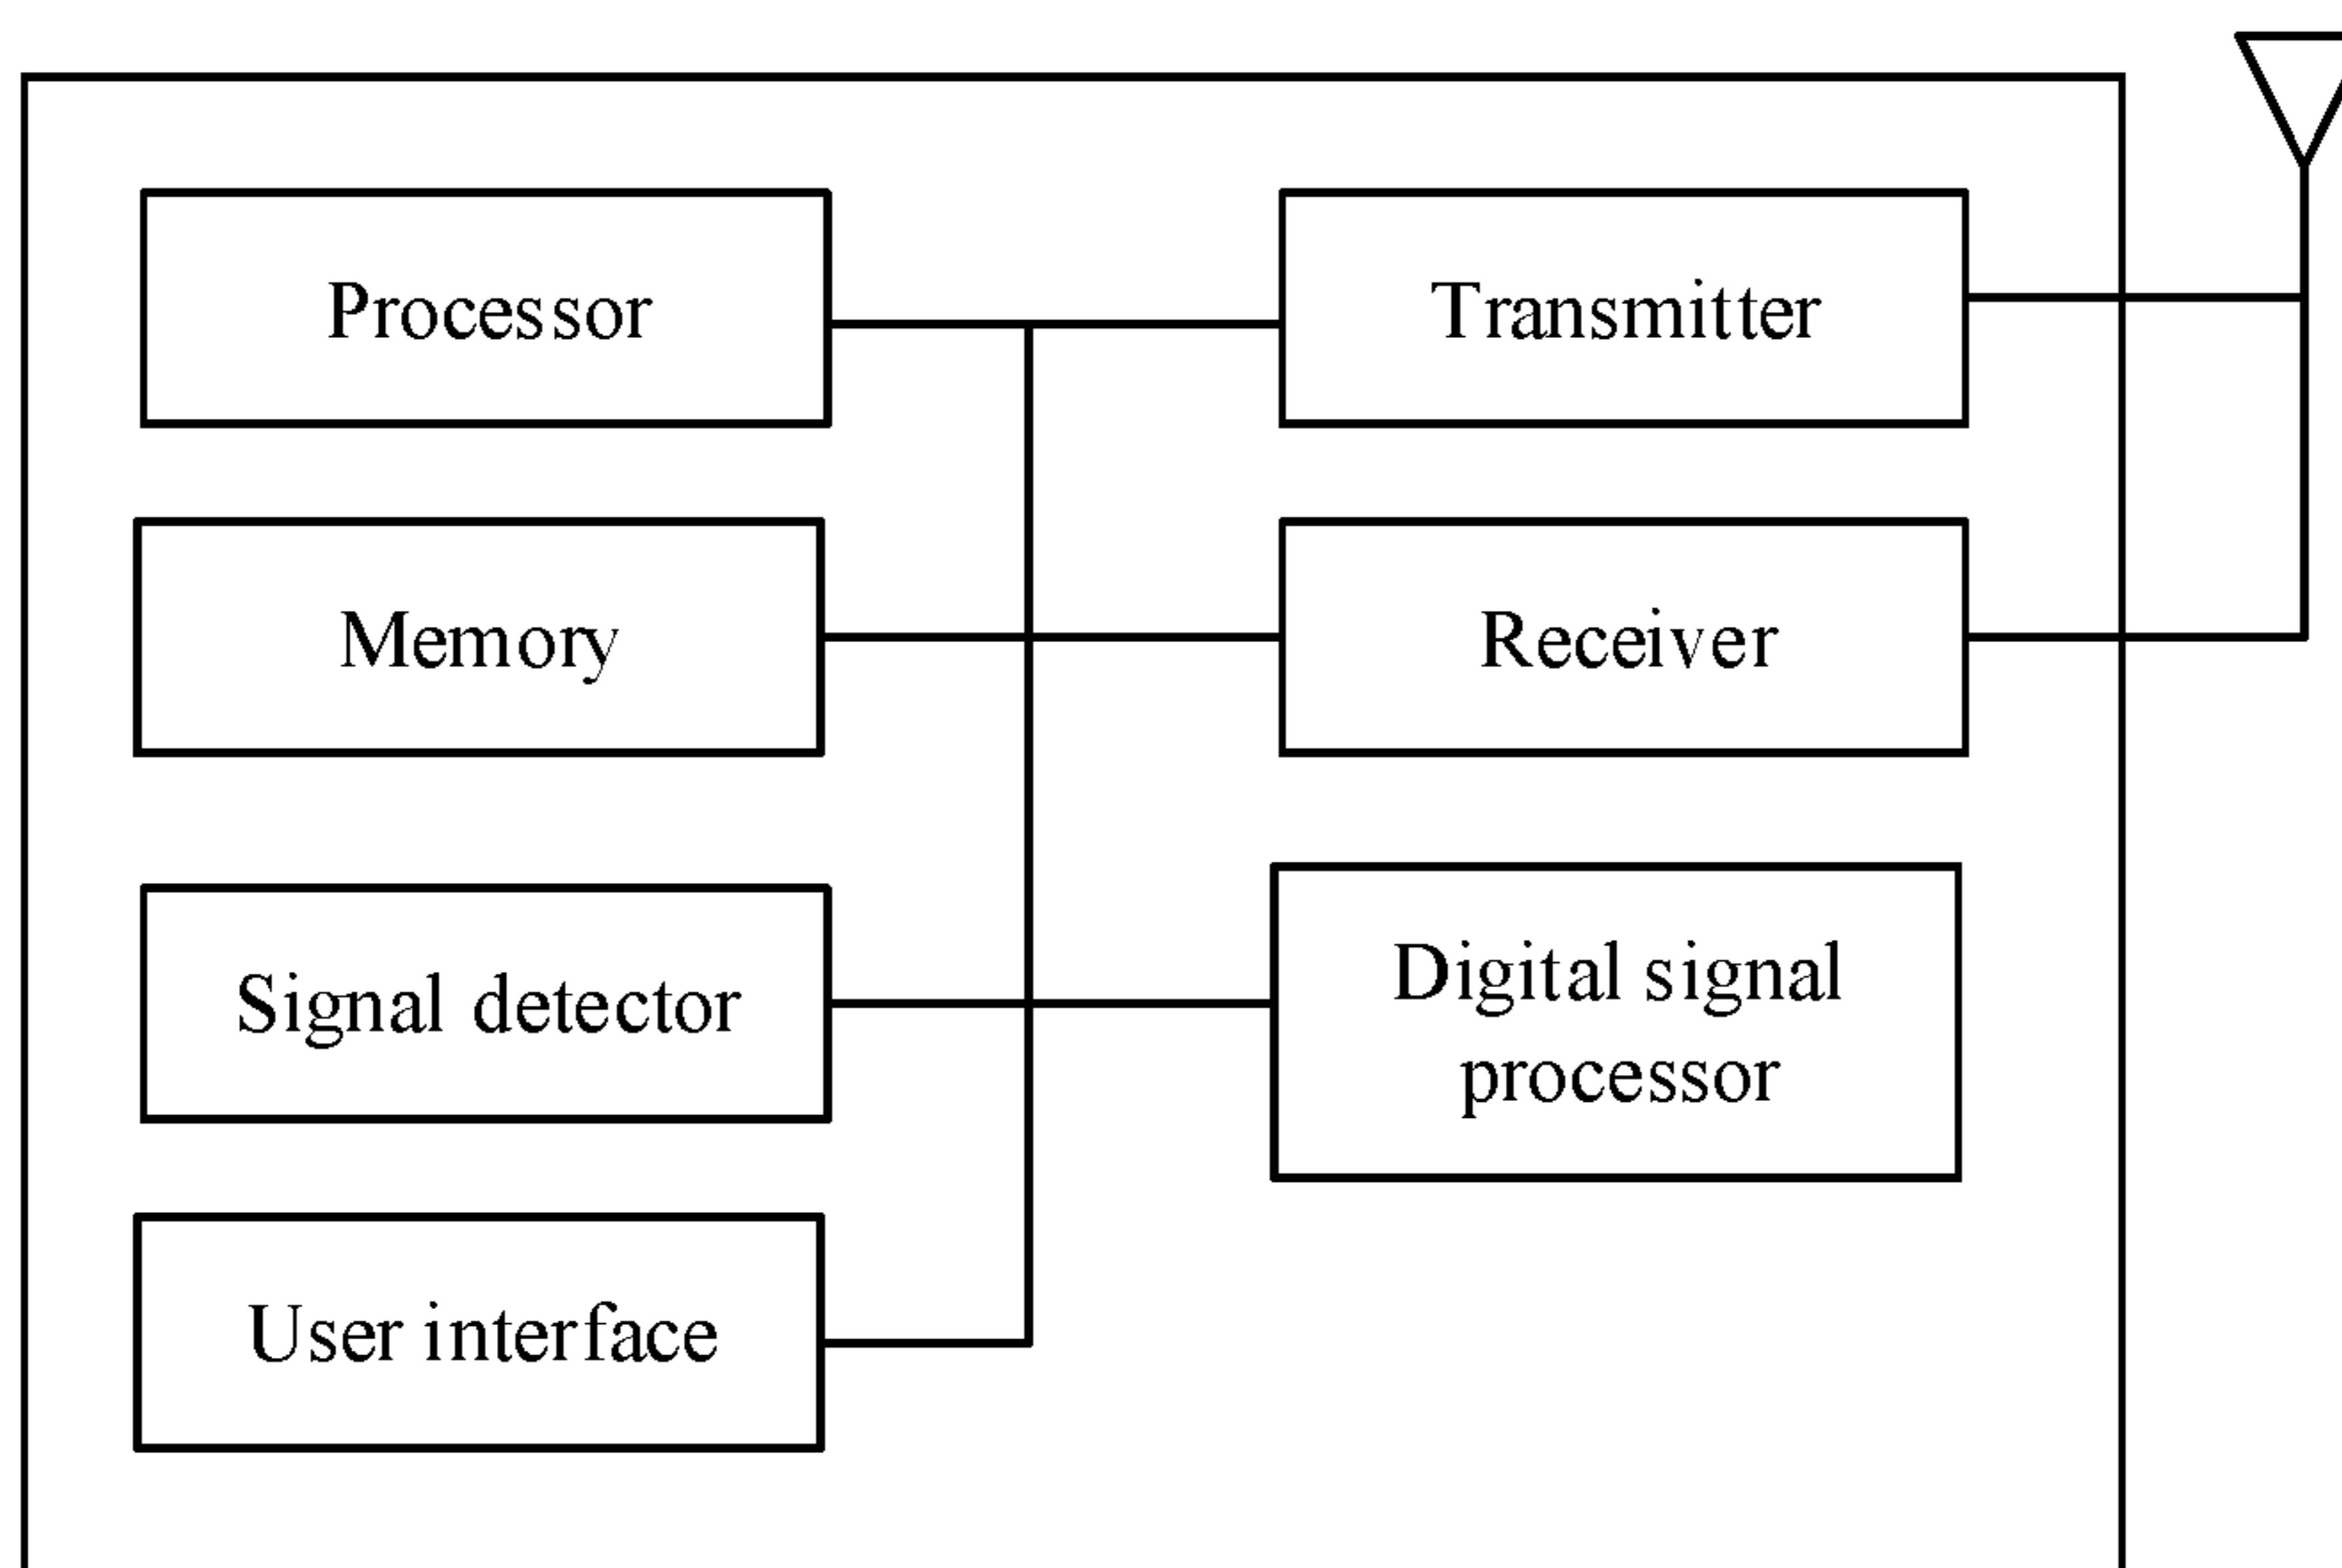 Processor
Transmitter
Memory
Receiver
Signal detector
Digital signal
processor
User interface